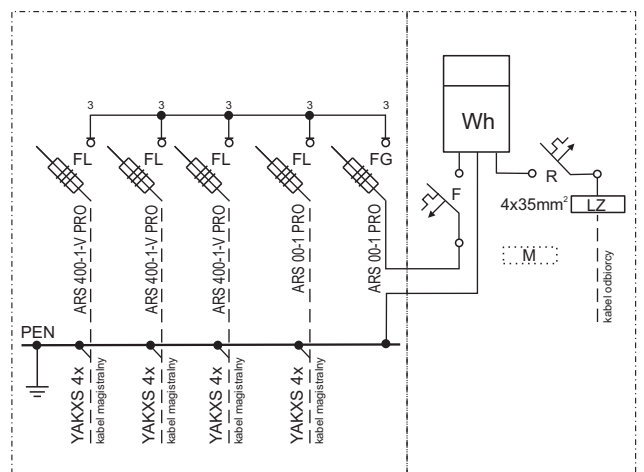 3 3 3 3 3
FL FL FL FL FG
Wh
F
R
4x35mm²
LZ
M
kabel odbiorcy
ARS 400-1-V PRO
ARS 400-1-V PRO
ARS 400-1-V PRO
ARS 00-1 PRO
ARS 00-1 PRO
PEN
YAKXS 4x
kabel magistralny
YAKXS 4x
kabel magistralny
YAKXS 4x
kabel magistralny
YAKXS 4x
kabel magistralny